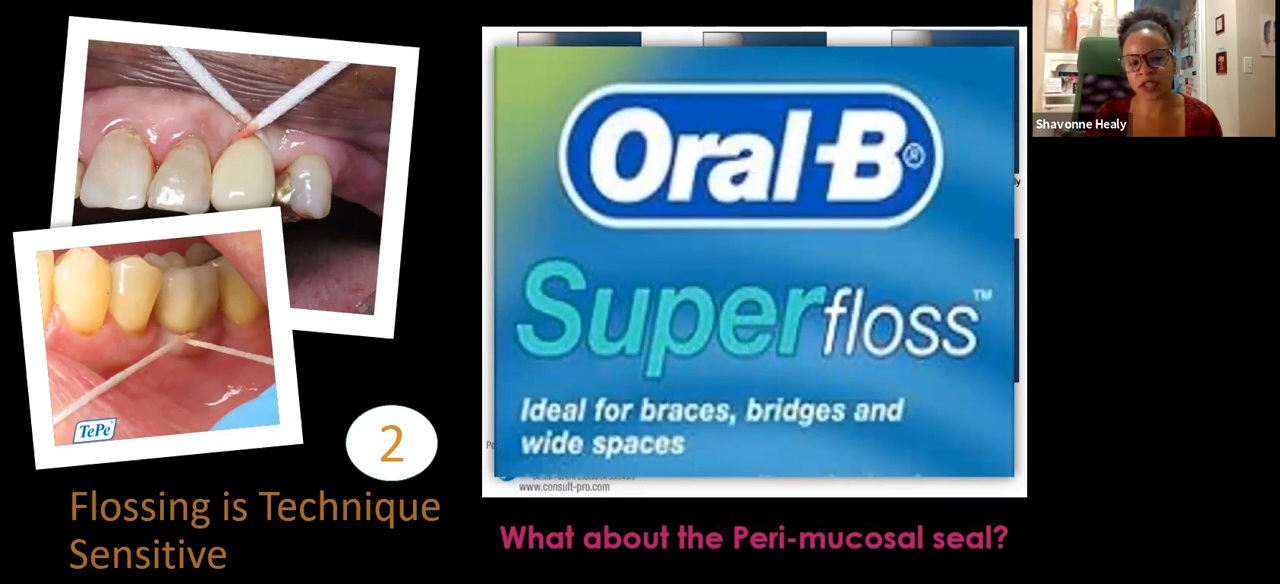 TePe
2
Flossing is Technique
Sensitive
Oral-B®
Superfloss™
Ideal for braces, bridges and
wide spaces
www.consult-pro.com
What about the Peri-mucosal seal?
Shavonne Healy